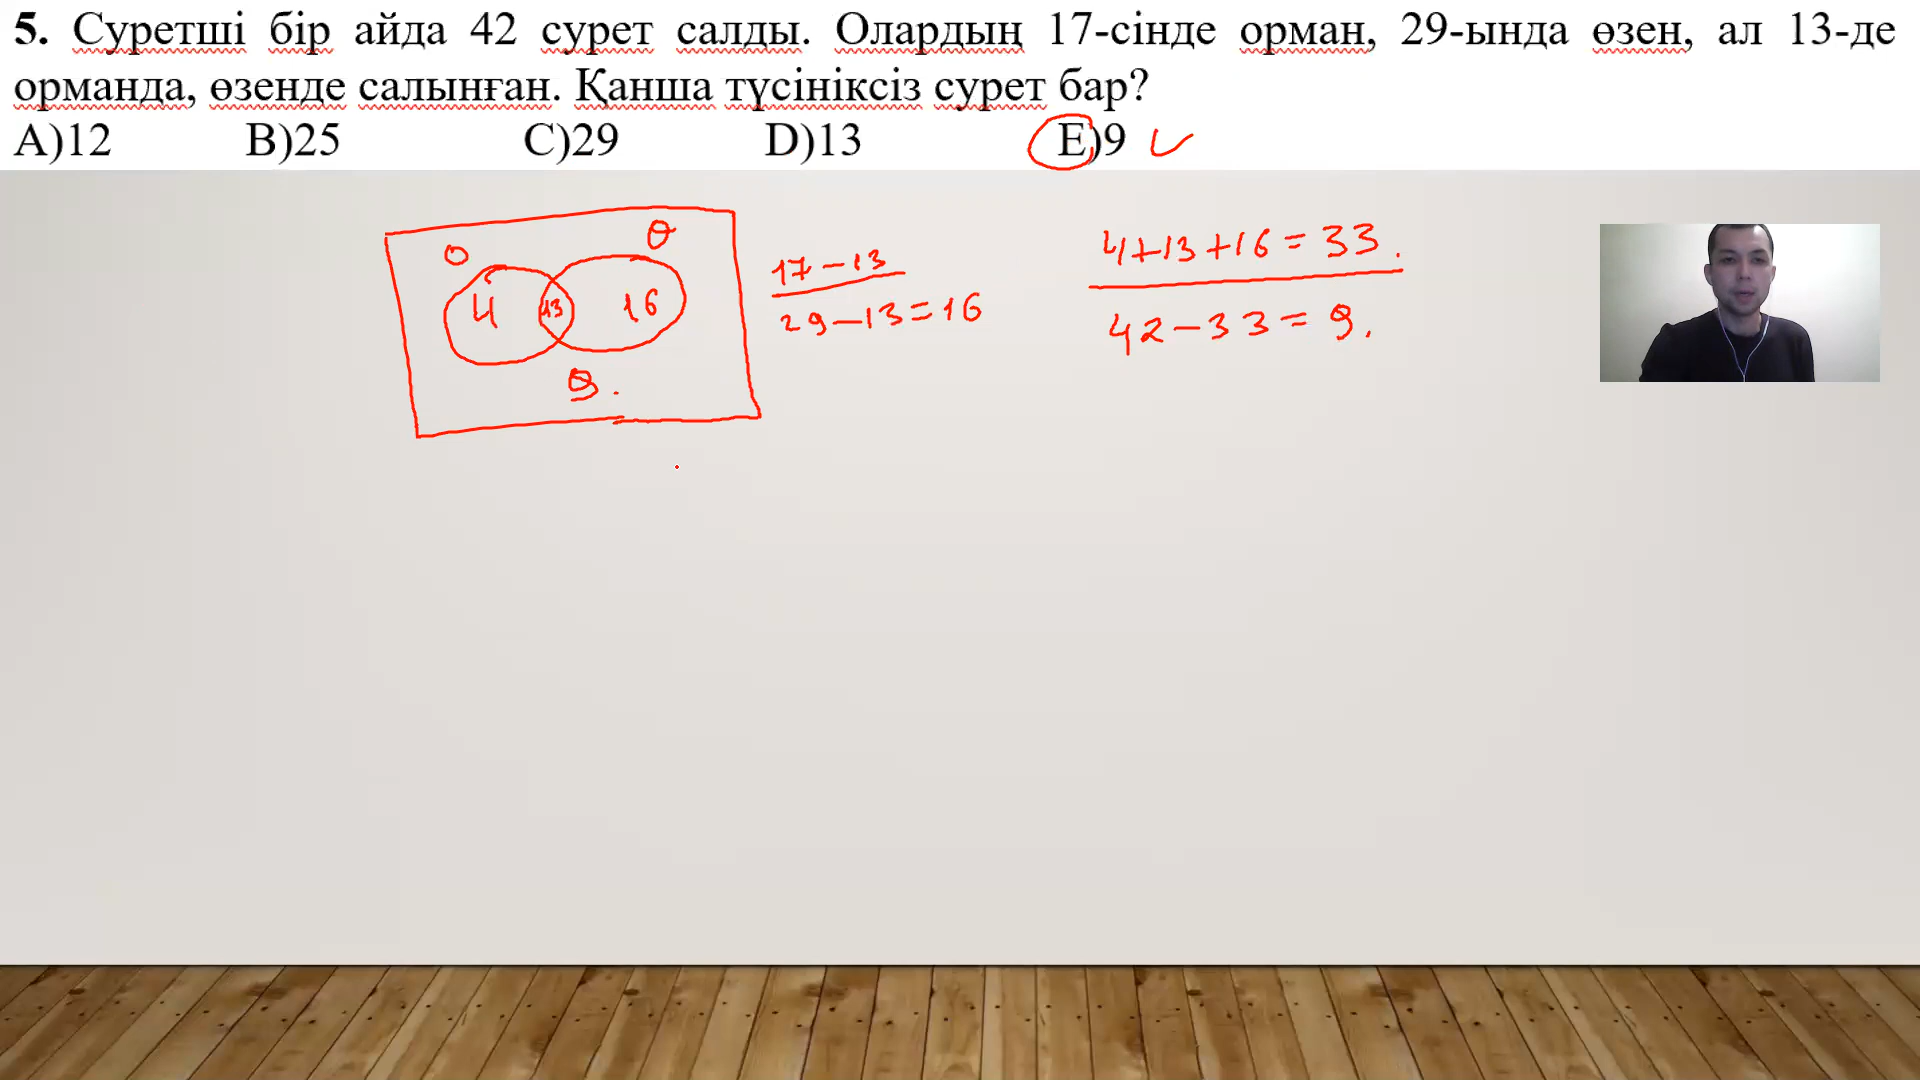 5. Суретші бір айда 42 сурет салды. Олардың 17-сінде орман, 29-ында өзен, ал 13-де
орманда, өзенде салынған. Қанша түсініксіз сурет бар?
A)12 B)25 C)29 D)13 E)9
О Ө
4 13 16
9.
17-13
29-13=16
4+13+16=33.
42-33=9.